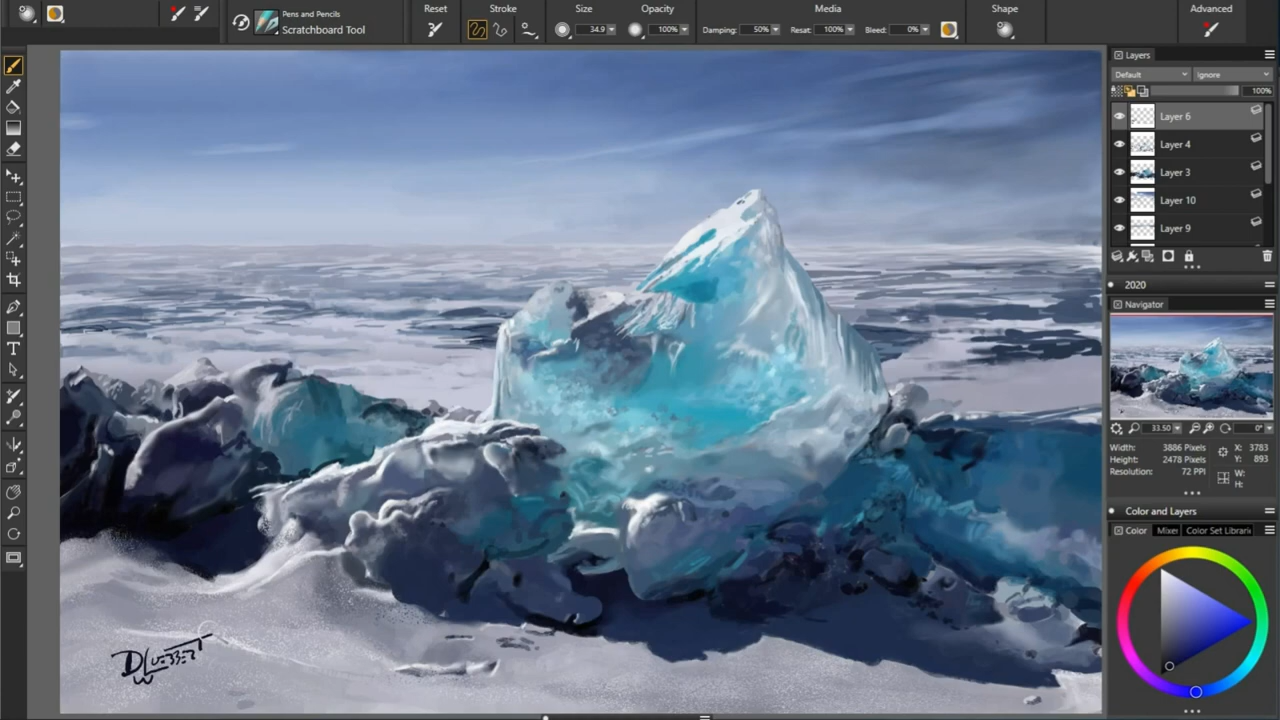 Pens and Pencils
Scratchboard Tool
Reset
Stroke
Size
34.9
Opacity
100%
Media
Damping: 50%
Resat: 100%
Bleed: 0%
Shape
Advanced
Layers
Default
Ignore
100%
Layer 6
Layer 4
Layer 3
Layer 10
Layer 9
2020
Navigator
33.50
0°
Width: 3886 Pixels
Height: 2478 Pixels
Resolution: 72 PPI
X: 3783
Y: 893
W:
H:
Color and Layers
Color
Mixer
Color Set Librari